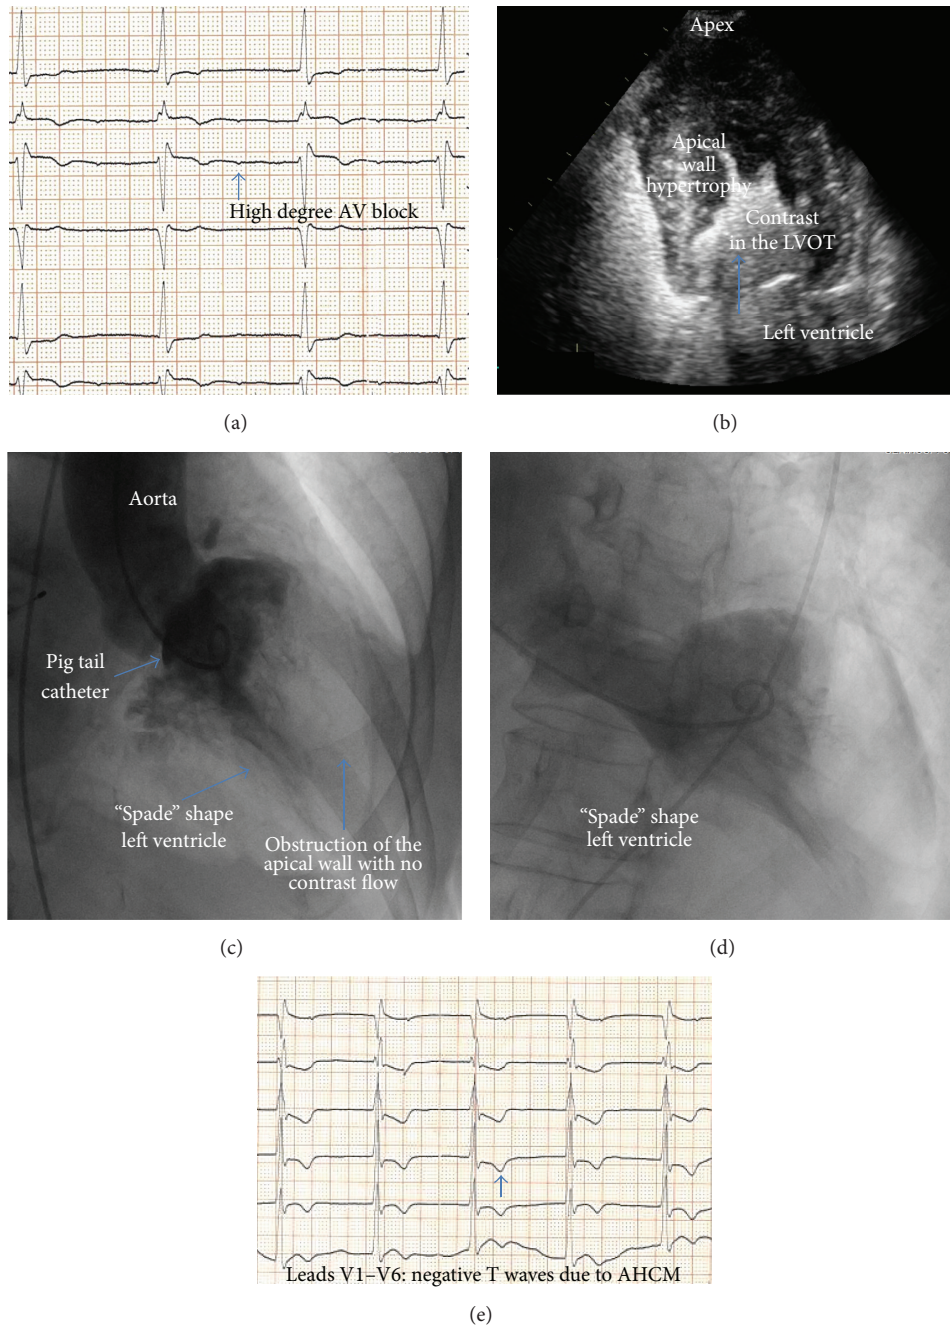 High degree AV block
(a)
Apex
Apical
wall
hypertrophy
Contrast
in the LVOT
Left ventricle
(b)
Aorta
Pig tail
catheter
“Spade” shape
left ventricle
Obstruction of the
apical wall with no
contrast flow
(c)
“Spade” shape
left ventricle
(d)
Leads V1–V6: negative T waves due to AHCM
(e)